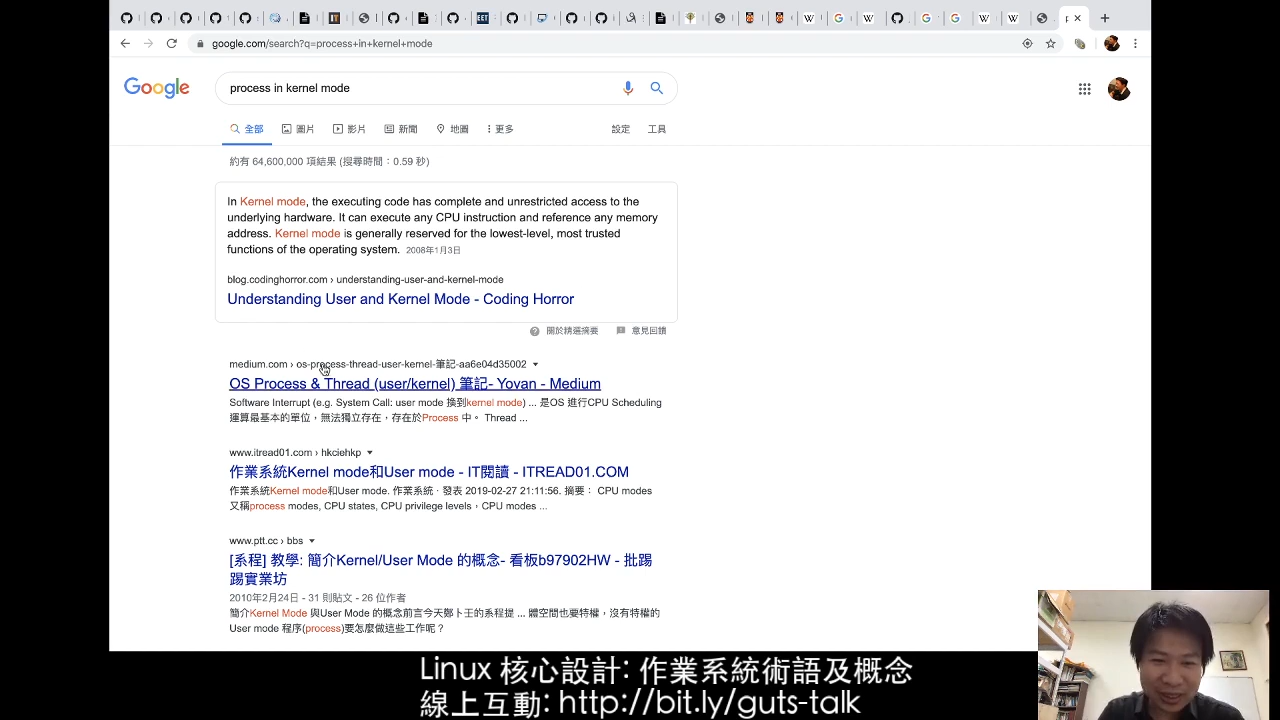 google.com/search?q=process+in+kernel+mode
Google
process in kernel mode
全部 圖片 影片 新聞 地圖 更多 設定 工具
約有 64,600,000 項結果 (搜尋時間：0.59 秒)
In Kernel mode, the executing code has complete and unrestricted access to the
underlying hardware. It can execute any CPU instruction and reference any memory
address. Kernel mode is generally reserved for the lowest-level, most trusted
functions of the operating system. 2008年1月3日
blog.codinghorror.com › understanding-user-and-kernel-mode
Understanding User and Kernel Mode - Coding Horror
關於精選摘要 意見回饋
medium.com › os-process-thread-user-kernel-筆記-aa6e04d35002
OS Process & Thread (user/kernel) 筆記- Yovan - Medium
Software Interrupt (e.g. System Call: user mode 換到kernel mode) ... 是OS 進行CPU Scheduling
運算最基本的單位，無法獨立存在，存在於Process 中。 Thread ...
www.itread01.com › hkciehkp
作業系統Kernel mode和User mode - IT閱讀 - ITREAD01.COM
作業系統Kernel mode和User mode. 作業系統 · 發表 2019-02-27 21:11:56. 摘要： CPU modes
又稱process modes, CPU states, CPU privilege levels，CPU modes ...
www.ptt.cc › bbs
[系程] 教學: 簡介Kernel/User Mode 的概念- 看板b97902HW - 批踢
踢實業坊
2010年2月24日 - 31 則貼文 - 26 位作者
簡介Kernel Mode 與User Mode 的概念前言今天鄭卜壬的系程提 ... 體空間也要特權，沒有特權的
User mode 程序(process)要怎麼做這些工作呢？
Linux 核心設計: 作業系統術語及概念
線上互動: http://bit.ly/guts-talk